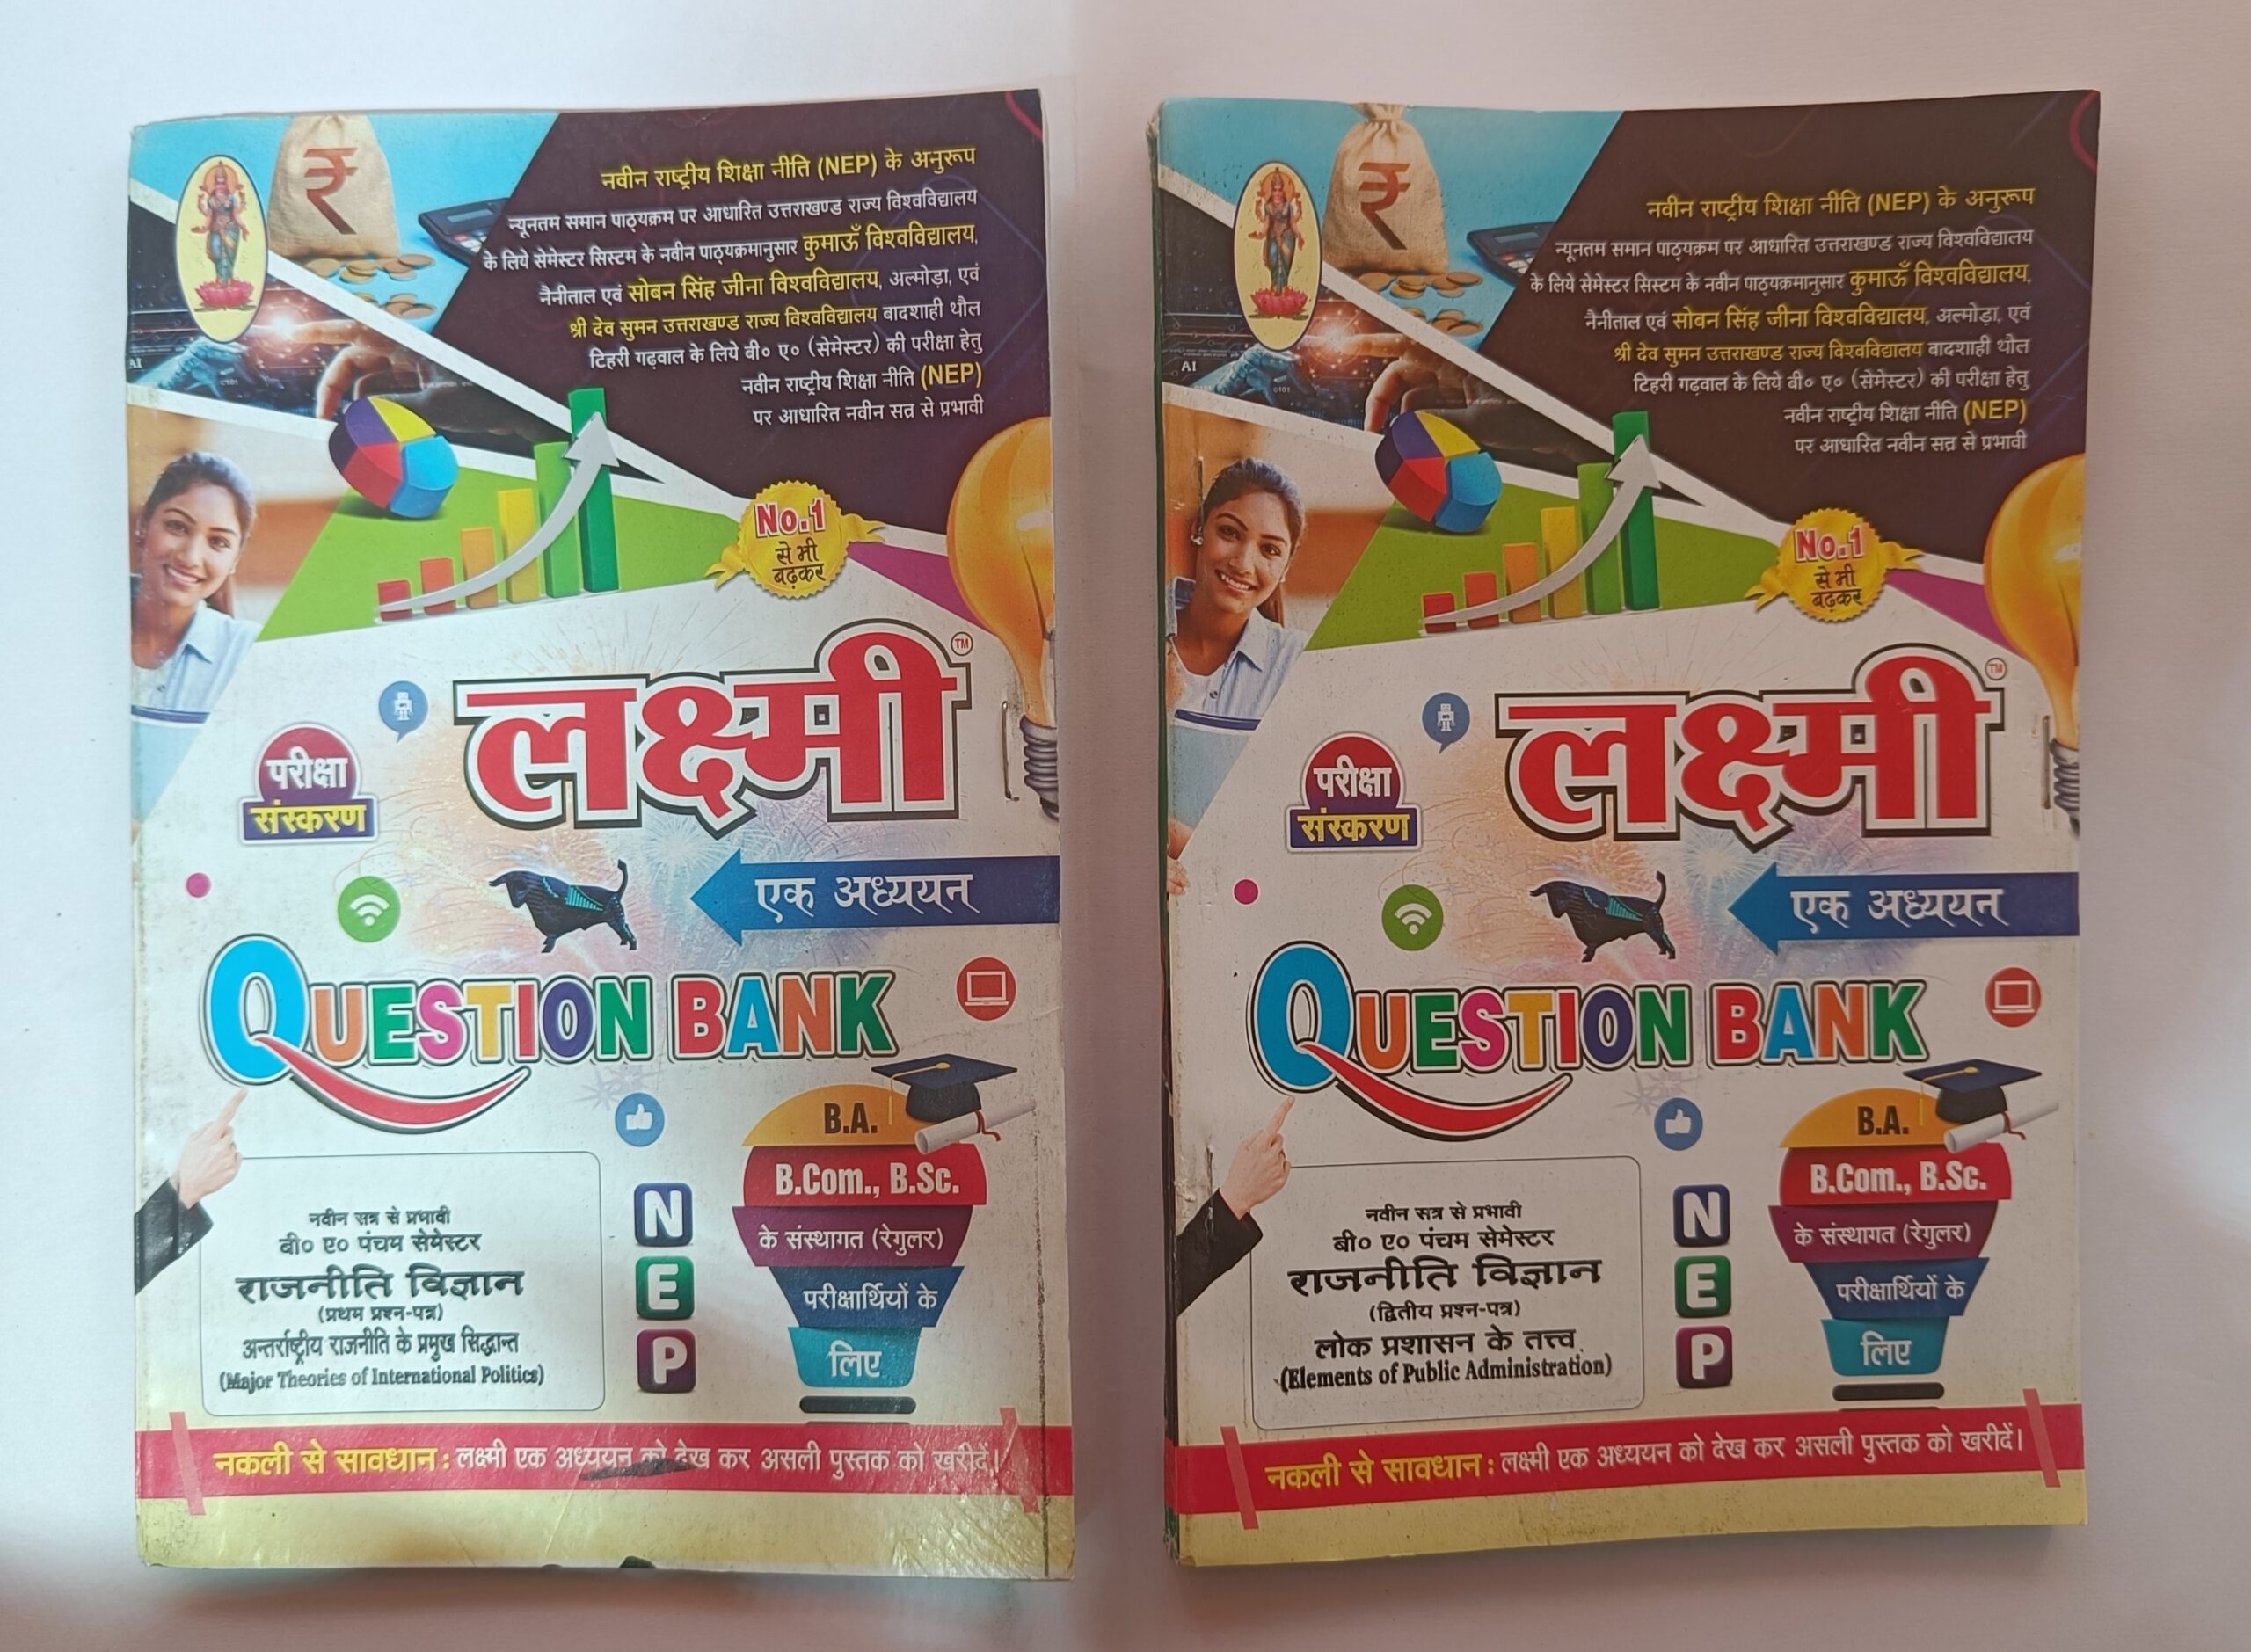 नवीन राष्ट्रीय शिक्षा नीति (NEP) के अनुरूप
न्यूनतम समान पाठ्यक्रम पर आधारित उत्तराखण्ड राज्य विश्वविद्यालय
के लिये सेमेस्टर सिस्टम के नवीन पाठ्यक्रमानुसार कुमाऊँ विश्वविद्यालय,
नैनीताल एवं सोबन सिंह जीना विश्वविद्यालय, अल्मोड़ा, एवं
श्री देव सुमन उत्तराखण्ड राज्य विश्वविद्यालय बादशाही थौल
टिहरी गढ़वाल के लिये बी० ए० (सेमेस्टर) की परीक्षा हेतु
नवीन राष्ट्रीय शिक्षा नीति (NEP)
पर आधारित नवीन सत्र से प्रभावी
₹
AI
C101
No.1
से भी
बढ़कर
लक्ष्मी TM
परीक्षा
संस्करण
एक अध्ययन
QUESTION BANK
B.A.
B.Com., B.Sc.
के संस्थागत (रेगुलर)
परीक्षार्थियों के
लिए
N
E
P
नवीन सत्र से प्रभावी
बी० ए० पंचम सेमेस्टर
राजनीति विज्ञान
(प्रथम प्रश्न-पत्र)
अन्तर्राष्ट्रीय राजनीति के प्रमुख सिद्धान्त
(Major Theories of International Politics)
नकली से सावधान : लक्ष्मी एक अध्ययन को देख कर असली पुस्तक को खरीदें।
नवीन राष्ट्रीय शिक्षा नीति (NEP) के अनुरूप
न्यूनतम समान पाठ्यक्रम पर आधारित उत्तराखण्ड राज्य विश्वविद्यालय
के लिये सेमेस्टर सिस्टम के नवीन पाठ्यक्रमानुसार कुमाऊँ विश्वविद्यालय,
नैनीताल एवं सोबन सिंह जीना विश्वविद्यालय, अल्मोड़ा, एवं
श्री देव सुमन उत्तराखण्ड राज्य विश्वविद्यालय बादशाही थौल
टिहरी गढ़वाल के लिये बी० ए० (सेमेस्टर) की परीक्षा हेतु
नवीन राष्ट्रीय शिक्षा नीति (NEP)
पर आधारित नवीन सत्र से प्रभावी
₹
AI
C101
No.1
से भी
बढ़कर
लक्ष्मी TM
परीक्षा
संस्करण
एक अध्ययन
QUESTION BANK
B.A.
B.Com., B.Sc.
के संस्थागत (रेगुलर)
परीक्षार्थियों के
लिए
N
E
P
नवीन सत्र से प्रभावी
बी० ए० पंचम सेमेस्टर
राजनीति विज्ञान
(द्वितीय प्रश्न-पत्र)
लोक प्रशासन के तत्त्व
(Elements of Public Administration)
नकली से सावधान : लक्ष्मी एक अध्ययन को देख कर असली पुस्तक को खरीदें।